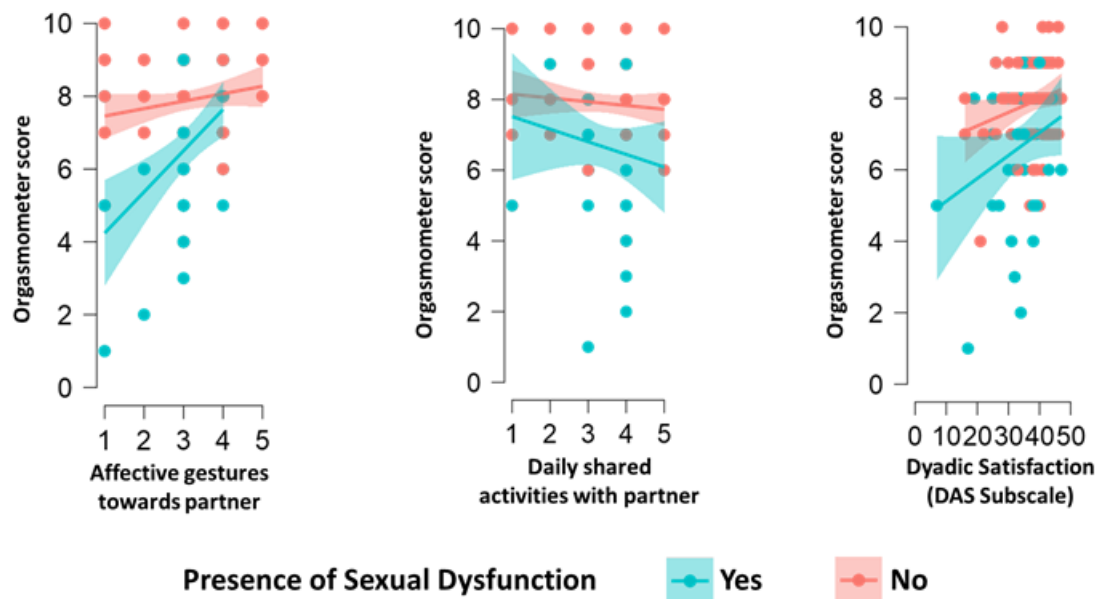 Orgasmometer score
10
8
6
4
2
0
1 2 3 4 5
Affective gestures
towards partner
Orgasmometer score
10
8
6
4
2
0
1 2 3 4 5
Daily shared
activities with partner
Orgasmometer score
10
8
6
4
2
0
0 10 20 30 40 50
Dyadic Satisfaction
(DAS Subscale)
Presence of Sexual Dysfunction Yes No